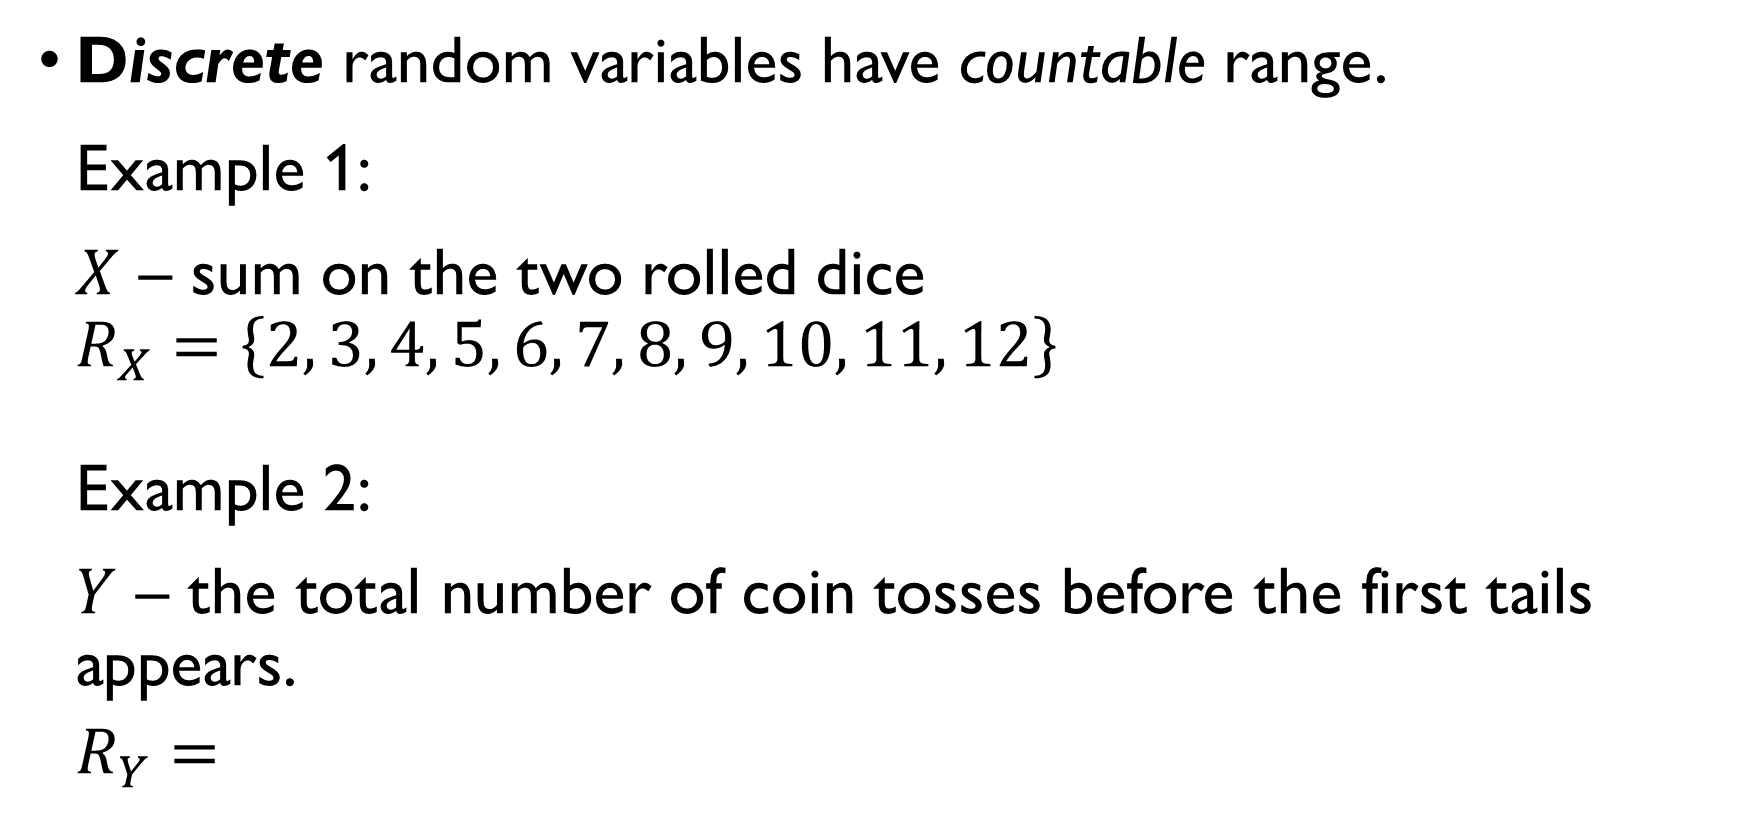 • Discrete random variables have countable range.
Example 1:
X – sum on the two rolled dice
R_X = {2, 3, 4, 5, 6, 7, 8, 9, 10, 11, 12}
Example 2:
Y – the total number of coin tosses before the first tails
appears.
R_Y =